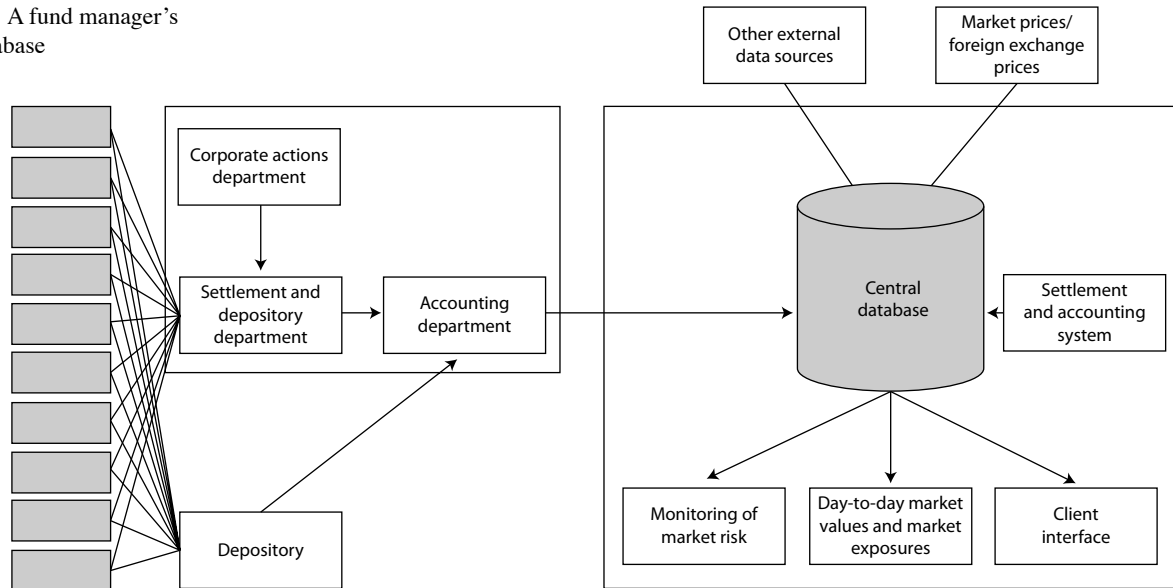 A fund manager's
base
Other external
data sources
Market prices/
foreign exchange
prices
Corporate actions
department
Settlement and
depository
department
Accounting
department
Central
database
Settlement
and accounting
system
Depository
Monitoring of
market risk
Day-to-day market
values and market
exposures
Client
interface